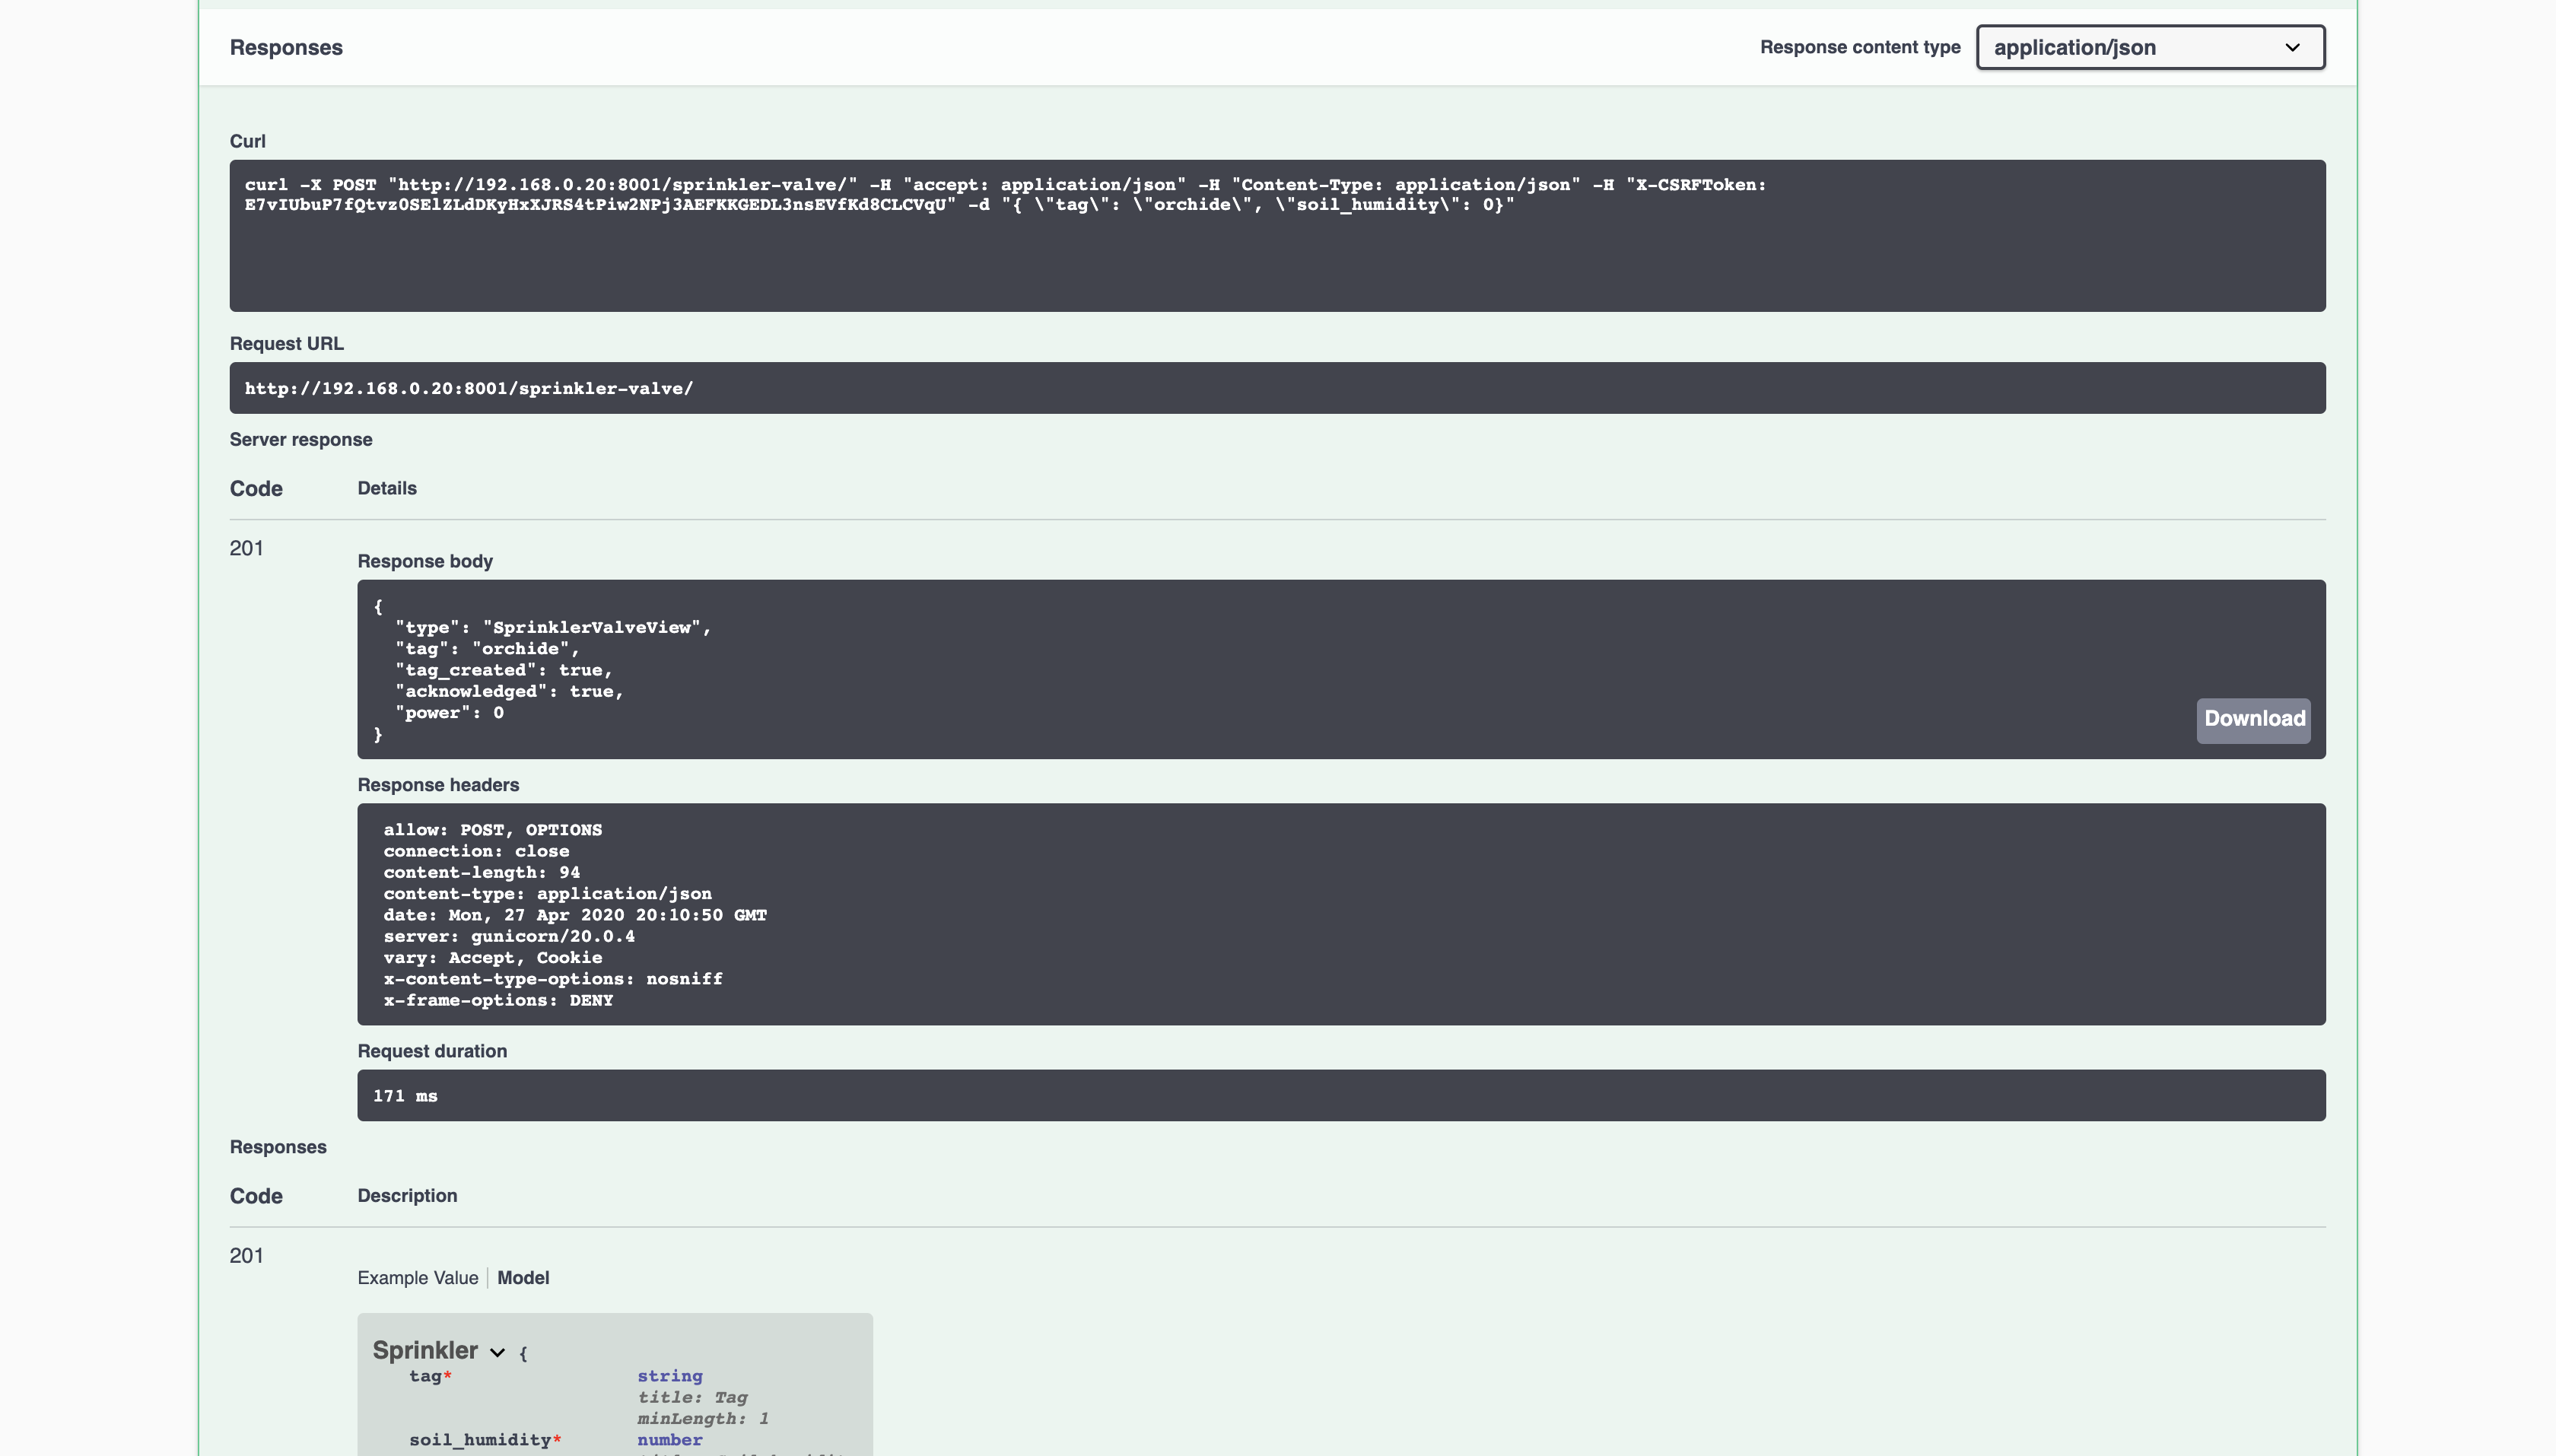 Responses
Response content type
application/json
Curl
curl -X POST "http://192.168.0.20:8001/sprinkler-valve/" -H "accept: application/json" -H "Content-Type: application/json" -H "X-CSRFToken:
E7vIUbuP7fQtvz0SElZLdDKyHxXJRS4tPiw2NPj3AEFKKGEDL3nsEVfKd8CLCVqU" -d "{ \"tag\": \"orchide\", \"soil_humidity\": 0}"
Request URL
http://192.168.0.20:8001/sprinkler-valve/
Server response
Code Details
201
Response body
{
"type": "SprinklerValveView",
"tag": "orchide",
"tag_created": true,
"acknowledged": true,
"power": 0
}
Download
Response headers
allow: POST, OPTIONS
connection: close
content-length: 94
content-type: application/json
date: Mon, 27 Apr 2020 20:10:50 GMT
server: gunicorn/20.0.4
vary: Accept, Cookie
x-content-type-options: nosniff
x-frame-options: DENY
Request duration
171 ms
Responses
Code Description
201
Example Value Model
Sprinkler {
tag* string
title: Tag
minLength: 1
soil_humidity* number